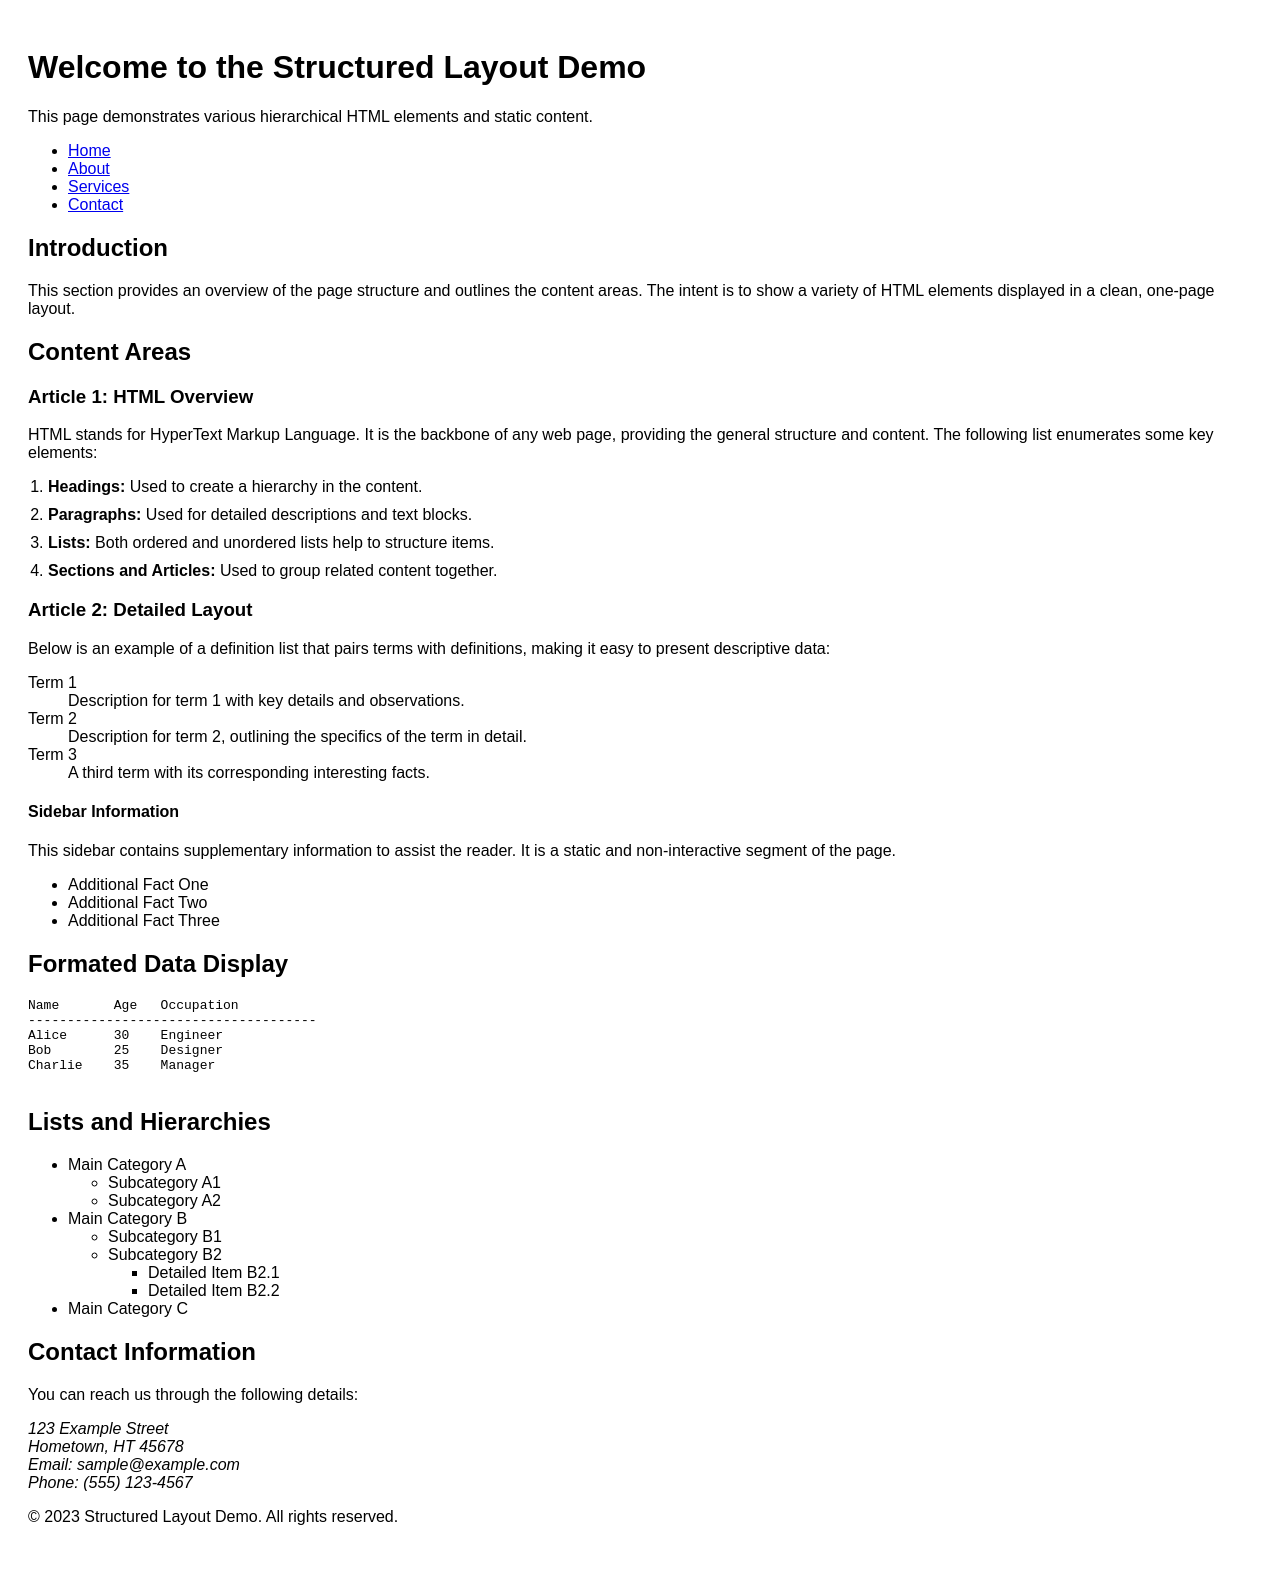 Welcome to the Structured Layout Demo
This page demonstrates various hierarchical HTML elements and static content.
Home
About
Services
Contact
Introduction
This section provides an overview of the page structure and outlines the content areas. The intent is to show a variety of HTML elements displayed in a clean, one-page
layout.
Content Areas
Article 1: HTML Overview
HTML stands for HyperText Markup Language. It is the backbone of any web page, providing the general structure and content. The following list enumerates some key
elements:
1. Headings: Used to create a hierarchy in the content.
2. Paragraphs: Used for detailed descriptions and text blocks.
3. Lists: Both ordered and unordered lists help to structure items.
4. Sections and Articles: Used to group related content together.
Article 2: Detailed Layout
Below is an example of a definition list that pairs terms with definitions, making it easy to present descriptive data:
Term 1
Description for term 1 with key details and observations.
Term 2
Description for term 2, outlining the specifics of the term in detail.
Term 3
A third term with its corresponding interesting facts.
Sidebar Information
This sidebar contains supplementary information to assist the reader. It is a static and non-interactive segment of the page.
Additional Fact One
Additional Fact Two
Additional Fact Three
Formated Data Display
Name       Age   Occupation
-------------------------------------
Alice      30    Engineer
Bob        25    Designer
Charlie    35    Manager
Lists and Hierarchies
Main Category A
Subcategory A1
Subcategory A2
Main Category B
Subcategory B1
Subcategory B2
Detailed Item B2.1
Detailed Item B2.2
Main Category C
Contact Information
You can reach us through the following details:
123 Example Street
Hometown, HT 45678
Email: sample@example.com
Phone: (555) 123-4567
© 2023 Structured Layout Demo. All rights reserved.